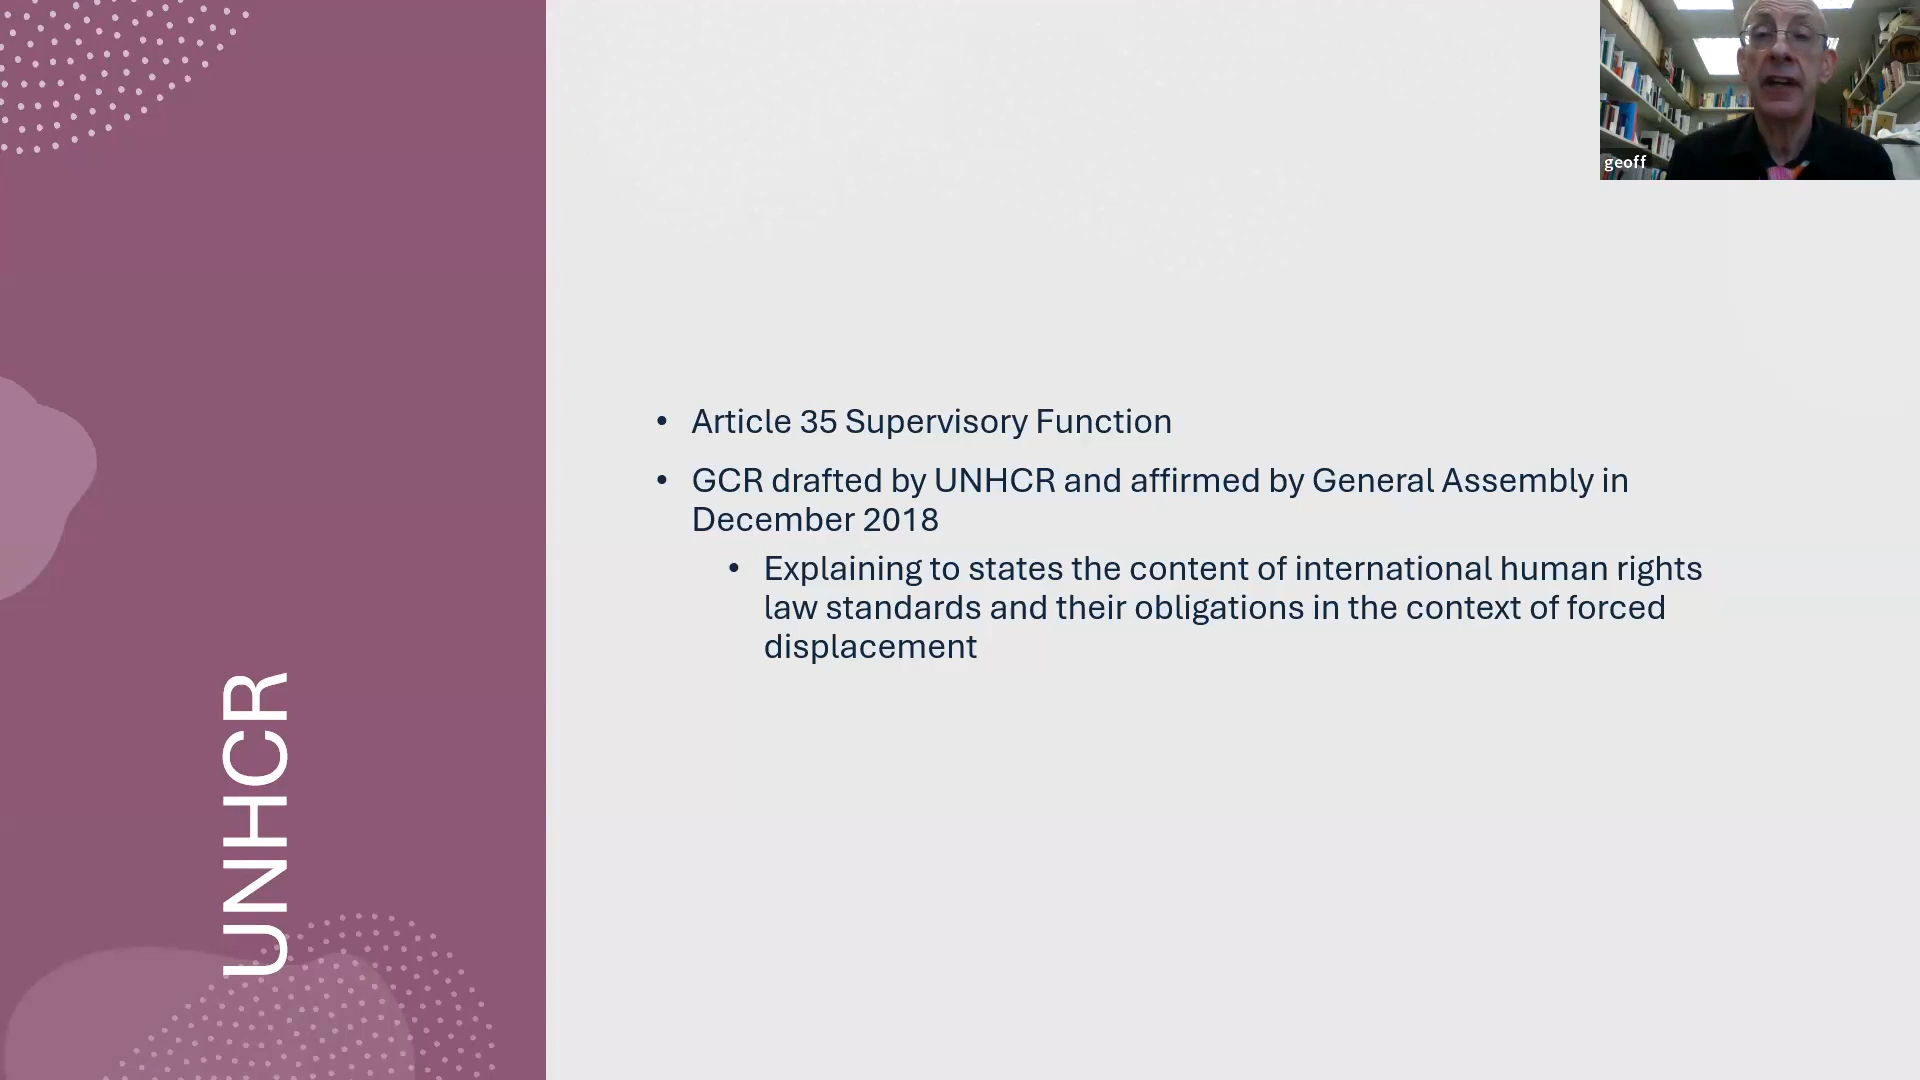 UNHCR
• Article 35 Supervisory Function
• GCR drafted by UNHCR and affirmed by General Assembly in
December 2018
• Explaining to states the content of international human rights
law standards and their obligations in the context of forced
displacement
geoff